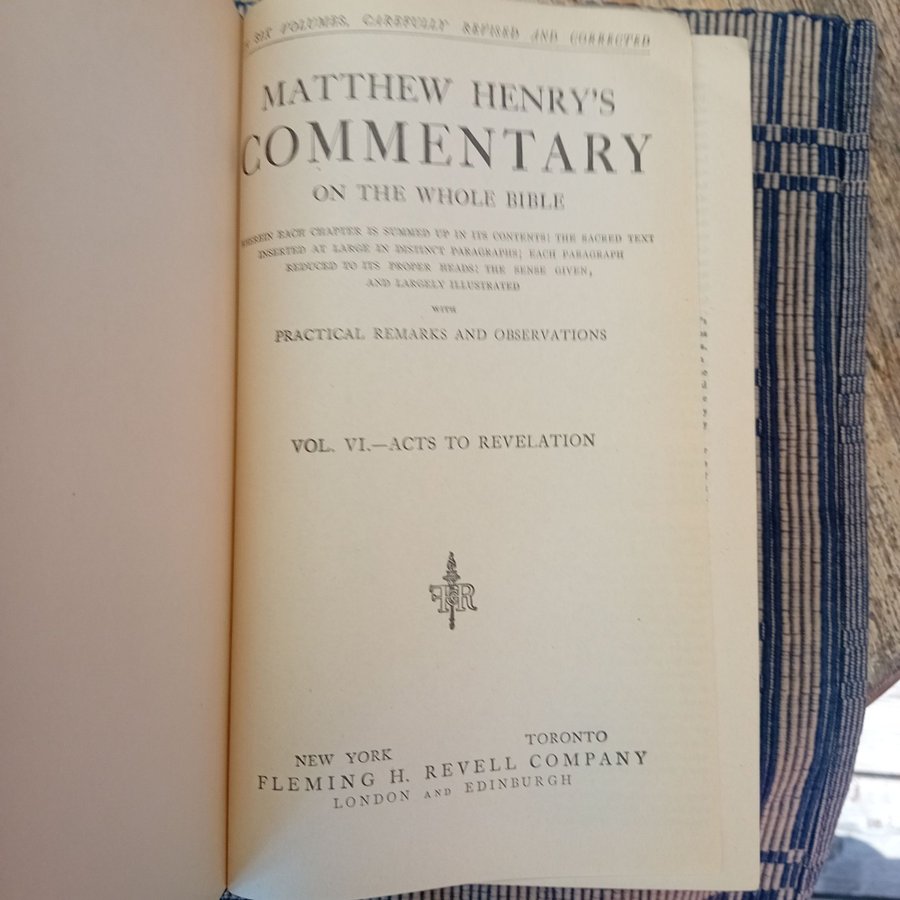 SIX VOLUMES, CAREFULLY REVISED AND CORRECTED
MATTHEW HENRY'S
COMMENTARY
ON THE WHOLE BIBLE
WHEREIN EACH CHAPTER IS SUMMED UP IN ITS CONTENTS: THE SACRED TEXT
INSERTED AT LARGE IN DISTINCT PARAGRAPHS; EACH PARAGRAPH
REDUCED TO ITS PROPER HEADS: THE SENSE GIVEN,
AND LARGELY ILLUSTRATED
WITH
PRACTICAL REMARKS AND OBSERVATIONS
VOL. VI.—ACTS TO REVELATION
FHR
NEW YORK TORONTO
FLEMING H. REVELL COMPANY
LONDON AND EDINBURGH